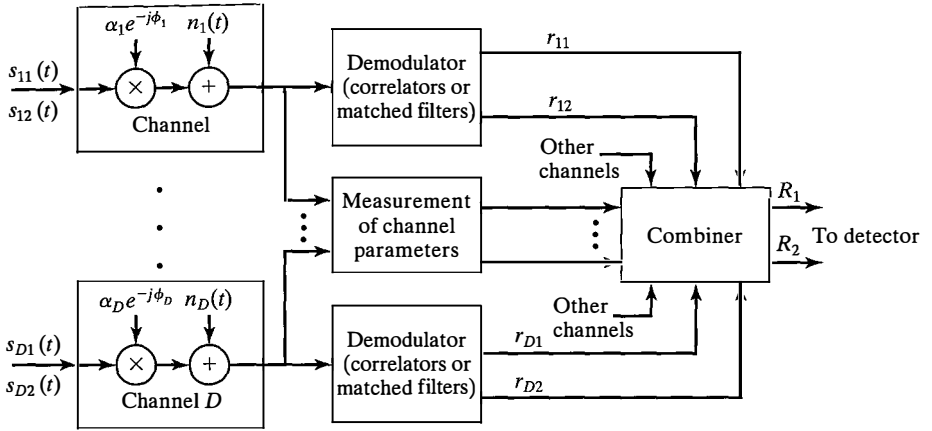 α₁e^{-jϕ₁} n₁(t)
s₁₁(t)
s₁₂(t)
×
+
Channel
Demodulator
(correlators or
matched filters)
r₁₁
r₁₂
Other
channels
Measurement
of channel
parameters
Combiner
R₁
R₂
To detector
α_D e^{-jϕ_D} n_D(t)
s_{D1}(t)
s_{D2}(t)
×
+
Channel D
Demodulator
(correlators or
matched filters)
Other
channels
r_{D1}
r_{D2}